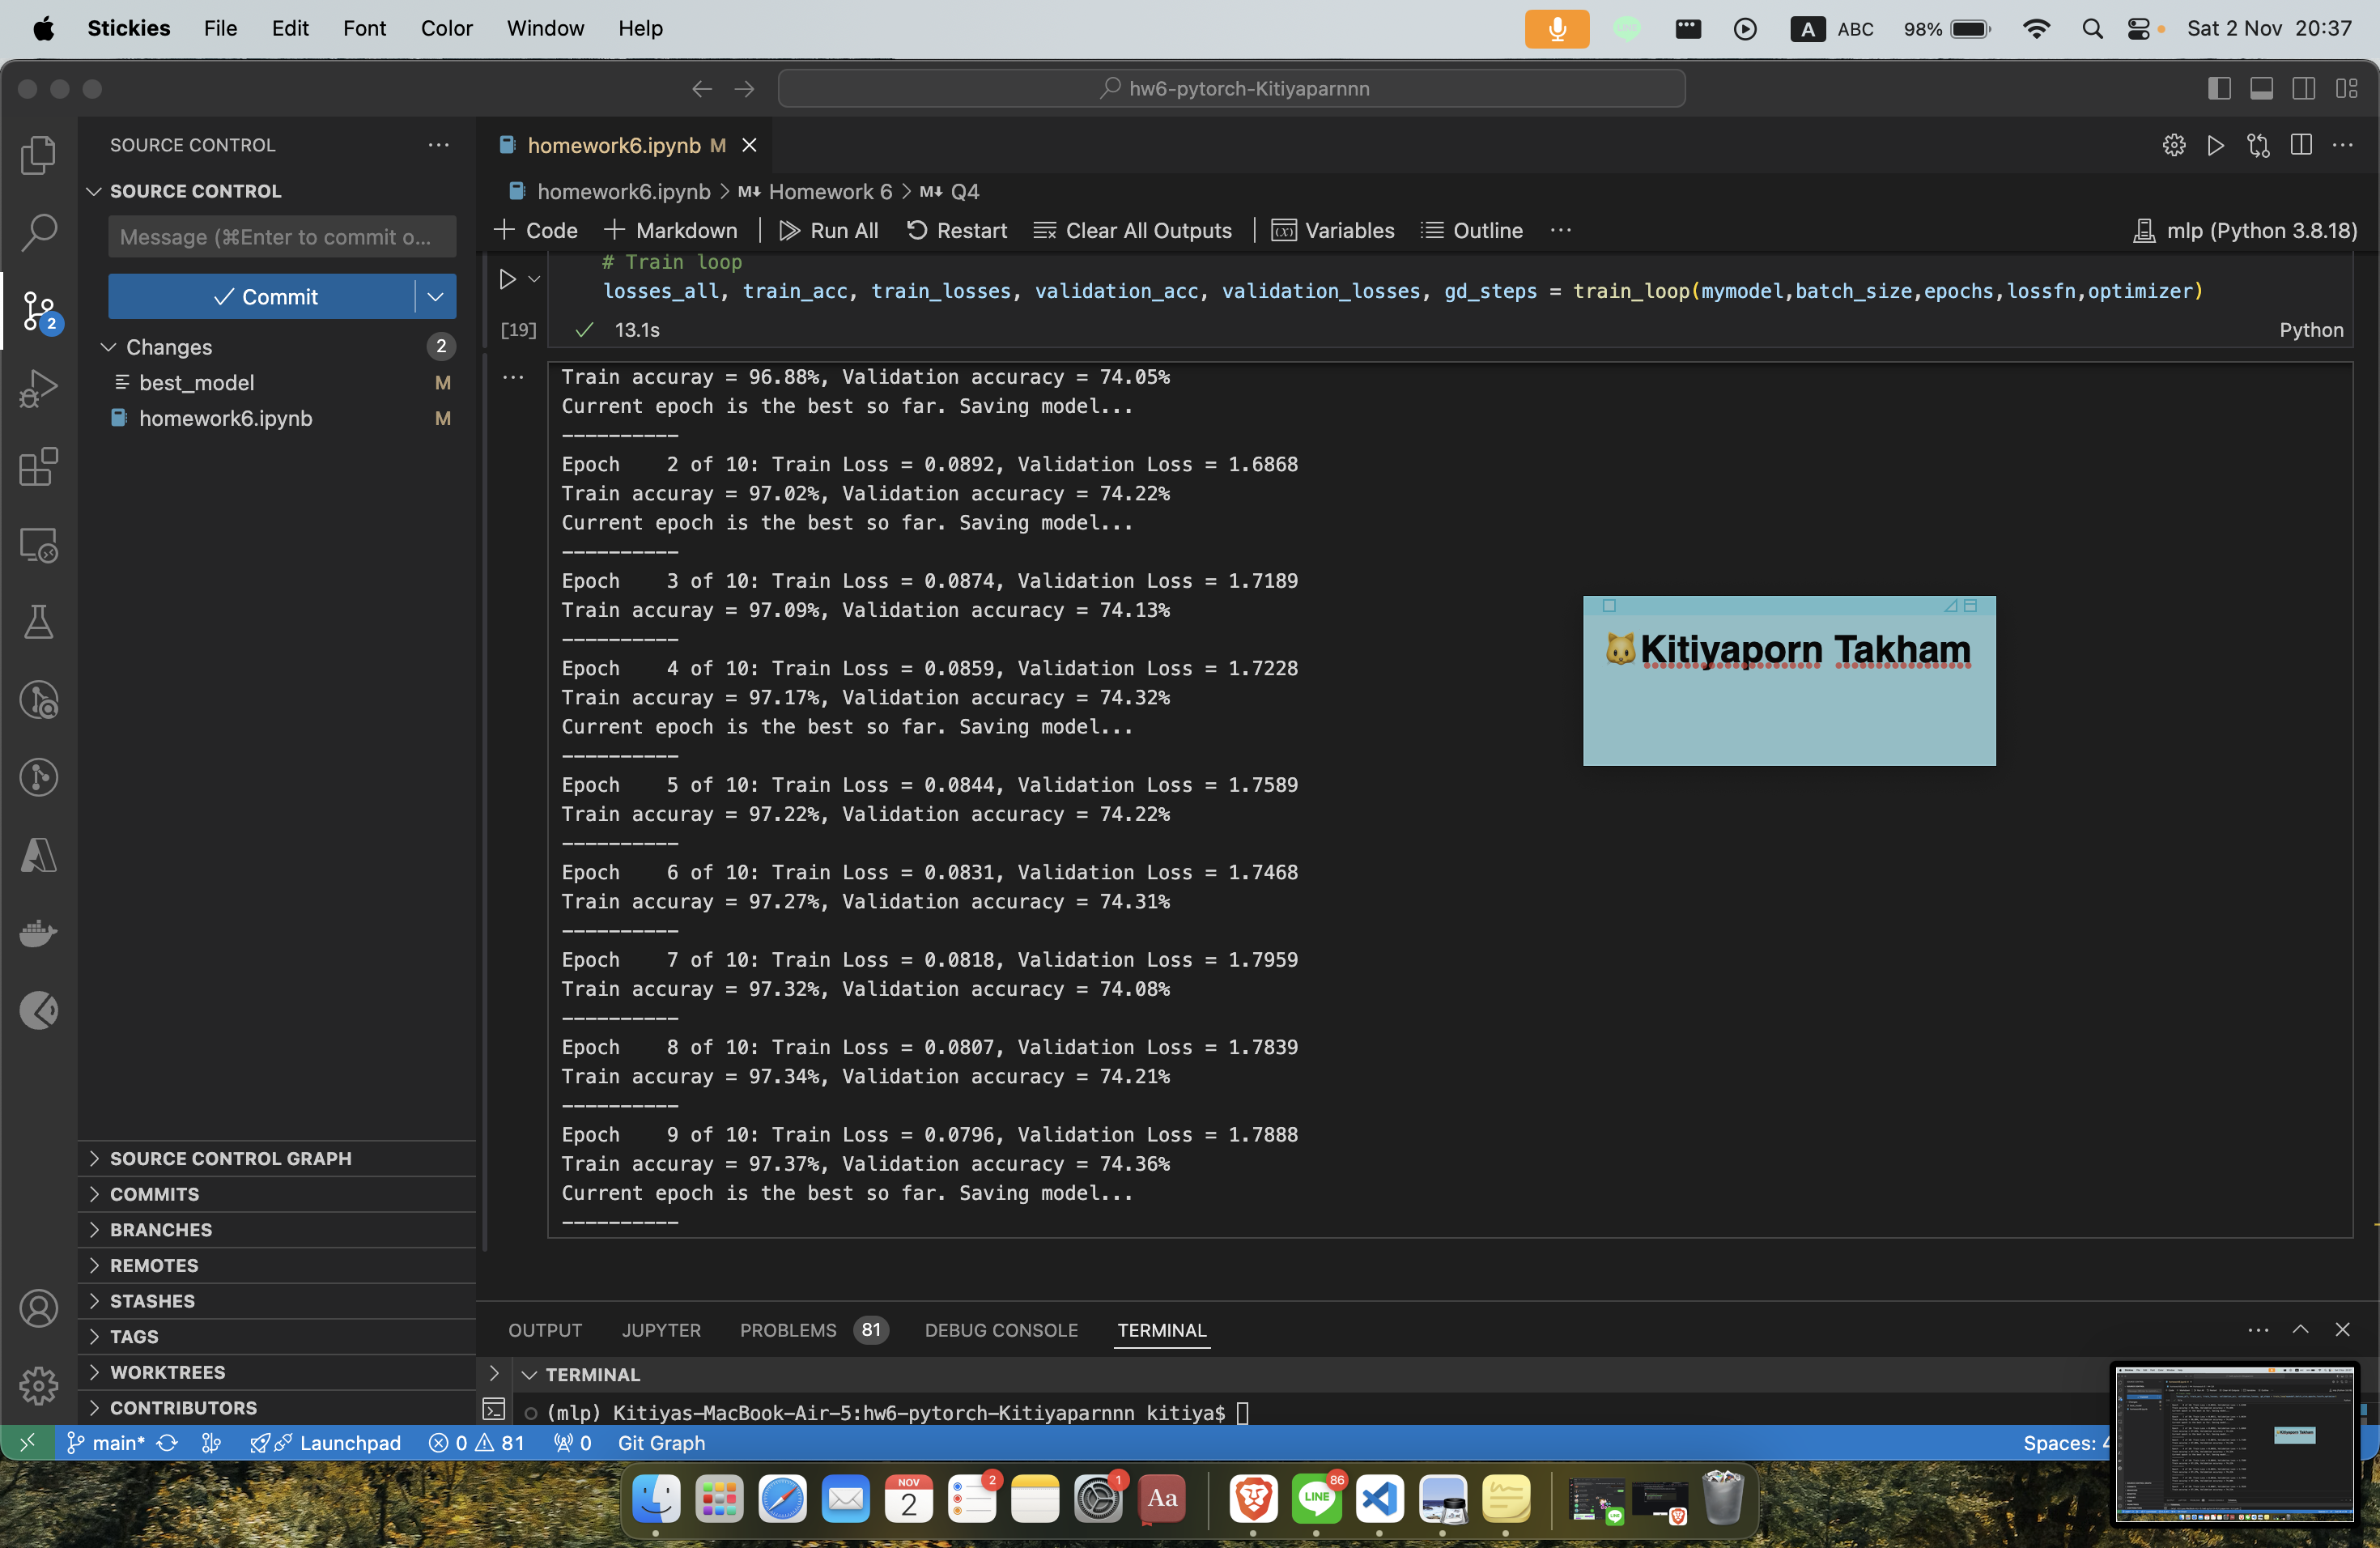 Stickies File Edit Font Color Window Help A ABC 98% Sat 2 Nov 20:37
hw6-pytorch-Kitiyaparnnn
SOURCE CONTROL
SOURCE CONTROL
Message (⌘Enter to commit o...
Commit
2
Changes 2
best_model M
homework6.ipynb M
SOURCE CONTROL GRAPH
COMMITS
BRANCHES
REMOTES
STASHES
TAGS
WORKTREES
CONTRIBUTORS
homework6.ipynb M
homework6.ipynb > M↓ Homework 6 > M↓ Q4
+ Code + Markdown Run All Restart Clear All Outputs (x) Variables Outline ... mlp (Python 3.8.18)
# Train loop
losses_all, train_acc, train_losses, validation_acc, validation_losses, gd_steps = train_loop(mymodel,batch_size,epochs,lossfn,optimizer)
[19] ✓ 13.1s Python
Train accuray = 96.88%, Validation accuracy = 74.05%
Current epoch is the best so far. Saving model...
----------
Epoch    2 of 10: Train Loss = 0.0892, Validation Loss = 1.6868
Train accuray = 97.02%, Validation accuracy = 74.22%
Current epoch is the best so far. Saving model...
----------
Epoch    3 of 10: Train Loss = 0.0874, Validation Loss = 1.7189
Train accuray = 97.09%, Validation accuracy = 74.13%
----------
Epoch    4 of 10: Train Loss = 0.0859, Validation Loss = 1.7228
Train accuray = 97.17%, Validation accuracy = 74.32%
Current epoch is the best so far. Saving model...
----------
Epoch    5 of 10: Train Loss = 0.0844, Validation Loss = 1.7589
Train accuray = 97.22%, Validation accuracy = 74.22%
----------
Epoch    6 of 10: Train Loss = 0.0831, Validation Loss = 1.7468
Train accuray = 97.27%, Validation accuracy = 74.31%
----------
Epoch    7 of 10: Train Loss = 0.0818, Validation Loss = 1.7959
Train accuray = 97.32%, Validation accuracy = 74.08%
----------
Epoch    8 of 10: Train Loss = 0.0807, Validation Loss = 1.7839
Train accuray = 97.34%, Validation accuracy = 74.21%
----------
Epoch    9 of 10: Train Loss = 0.0796, Validation Loss = 1.7888
Train accuray = 97.37%, Validation accuracy = 74.36%
Current epoch is the best so far. Saving model...
----------
🐱Kitiyaporn Takham
OUTPUT JUPYTER PROBLEMS 81 DEBUG CONSOLE TERMINAL
TERMINAL
(mlp) Kitiyas-MacBook-Air-5:hw6-pytorch-Kitiyaparnnn kitiya$
main* Launchpad 0 81 0 Git Graph Spaces: 4
NOV 2 2 1 Aa LINE 86